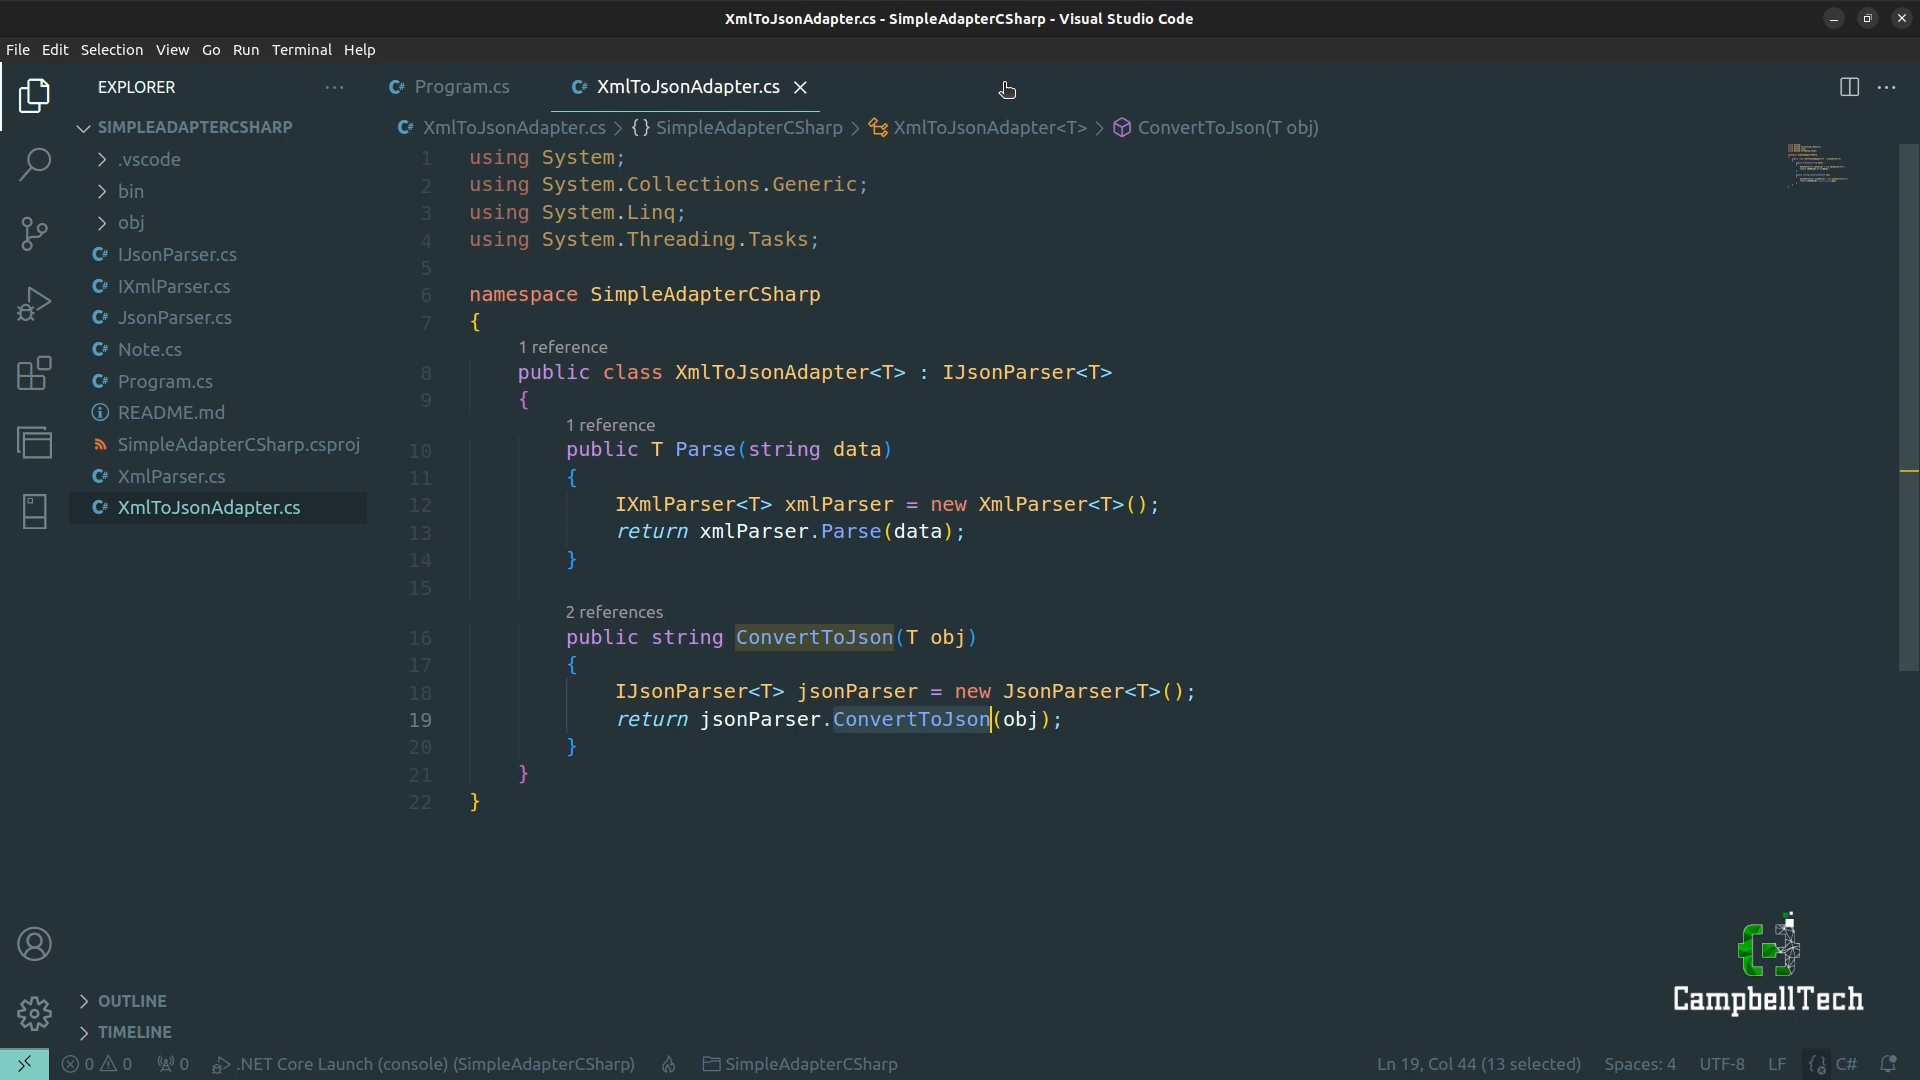 XmlToJsonAdapter.cs - SimpleAdapterCSharp - Visual Studio Code
File Edit Selection View Go Run Terminal Help
EXPLORER
SIMPLEADAPTERCSHARP
.vscode
bin
obj
C# IJsonParser.cs
C# IXmlParser.cs
C# JsonParser.cs
C# Note.cs
C# Program.cs
README.md
SimpleAdapterCSharp.csproj
C# XmlParser.cs
C# XmlToJsonAdapter.cs
OUTLINE
TIMELINE
C# Program.cs C# XmlToJsonAdapter.cs
C# XmlToJsonAdapter.cs > {} SimpleAdapterCSharp > XmlToJsonAdapter<T> > ConvertToJson(T obj)
1 using System;
2 using System.Collections.Generic;
3 using System.Linq;
4 using System.Threading.Tasks;
5
6 namespace SimpleAdapterCSharp
7 {
1 reference
8 public class XmlToJsonAdapter<T> : IJsonParser<T>
9 {
1 reference
10 public T Parse(string data)
11 {
12 IXmlParser<T> xmlParser = new XmlParser<T>();
13 return xmlParser.Parse(data);
14 }
15
2 references
16 public string ConvertToJson(T obj)
17 {
18 IJsonParser<T> jsonParser = new JsonParser<T>();
19 return jsonParser.ConvertToJson(obj);
20 }
21 }
22 }
CampbellTech
0 0 0 .NET Core Launch (console) (SimpleAdapterCSharp) SimpleAdapterCSharp Ln 19, Col 44 (13 selected) Spaces: 4 UTF-8 LF C#